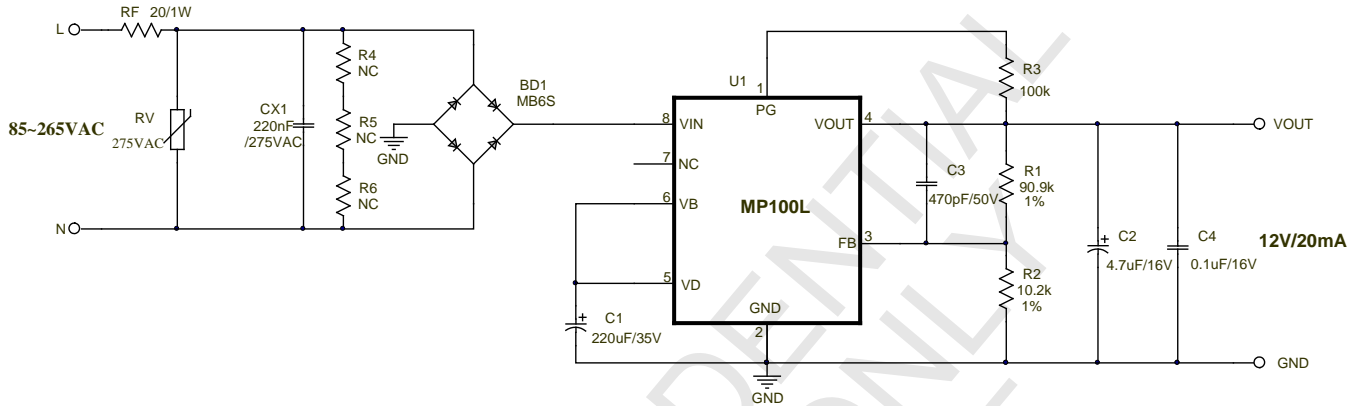 RF 20/1W
L
R4
NC
CX1
220nF
/275VAC
RV
275VAC
85~265VAC
R5
NC
R6
NC
N
BD1
MB6S
GND
U1
1
PG
R3
100k
8 VIN
VOUT 4
VOUT
7 NC
6 VB
MP100L
C3
470pF/50V
R1
90.9k
1%
FB 3
5 VD
R2
10.2k
1%
C2
4.7uF/16V
C4
0.1uF/16V
12V/20mA
C1
220uF/35V
GND
2
GND
GND
DENTIAL
ONLY